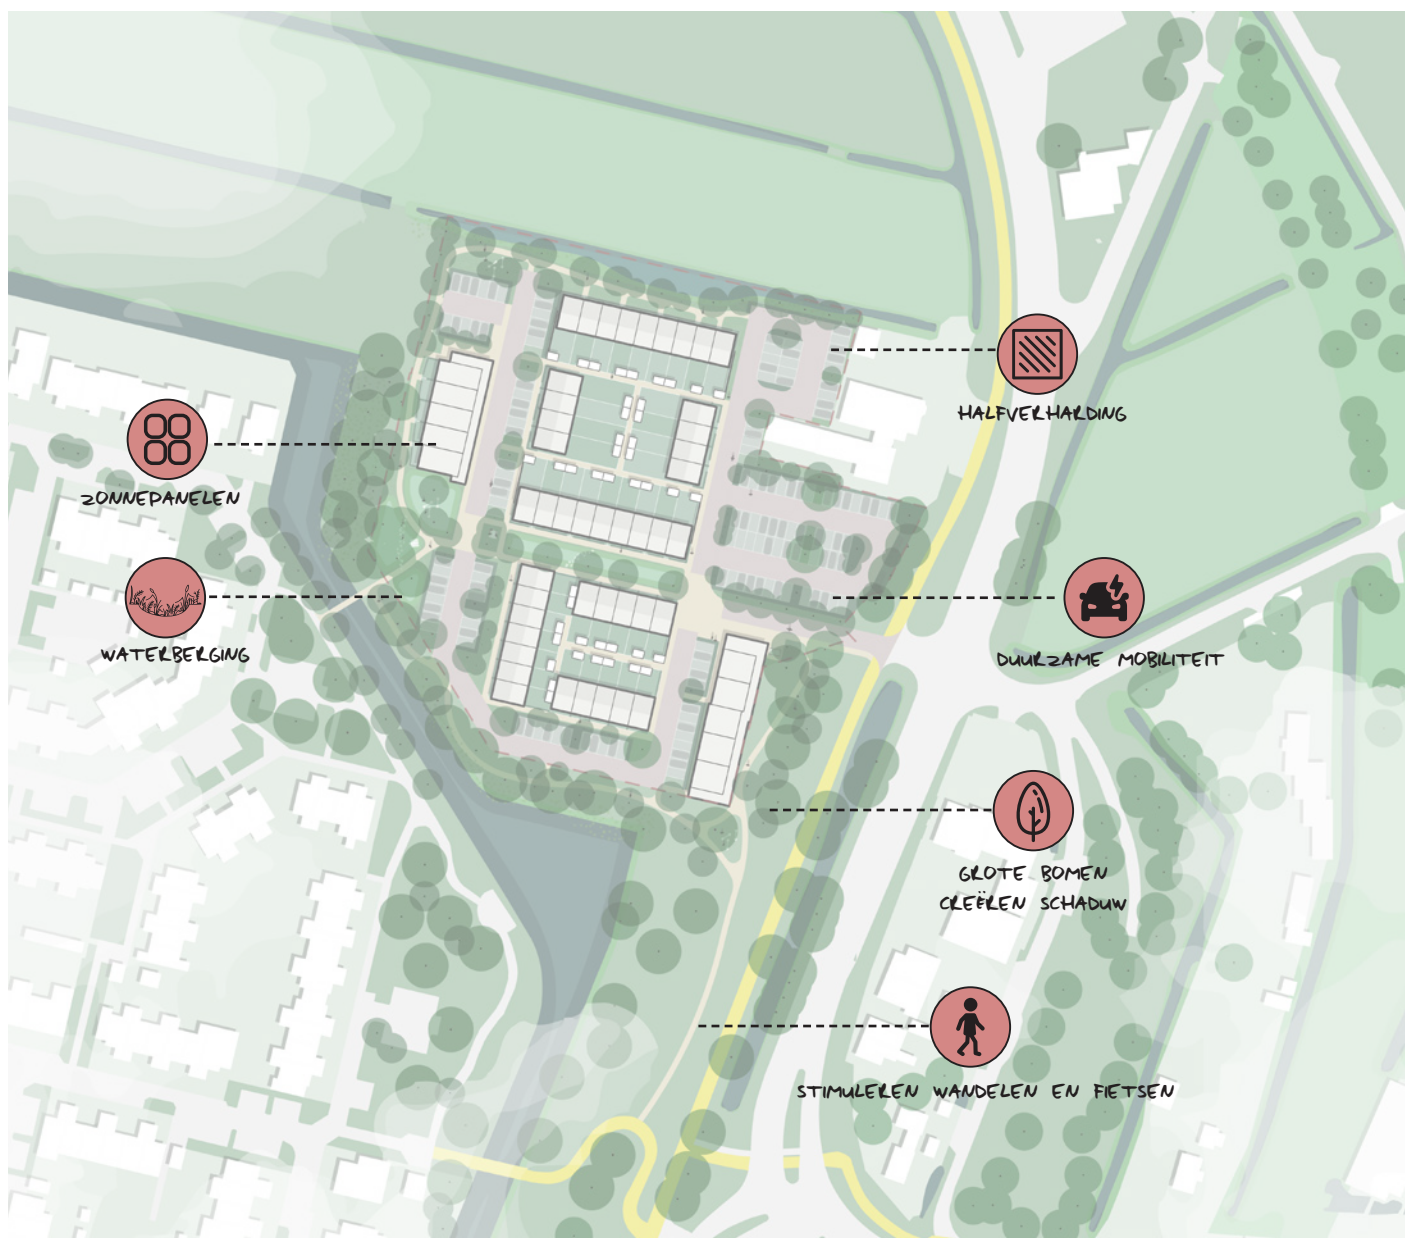 HALFVERHARDING
ZONNEPANELEN
WATERBERGING
DUURZAME MOBILITEIT
GROTE BOMEN
CREËREN SCHADUW
STIMULEREN WANDELEN EN FIETSEN